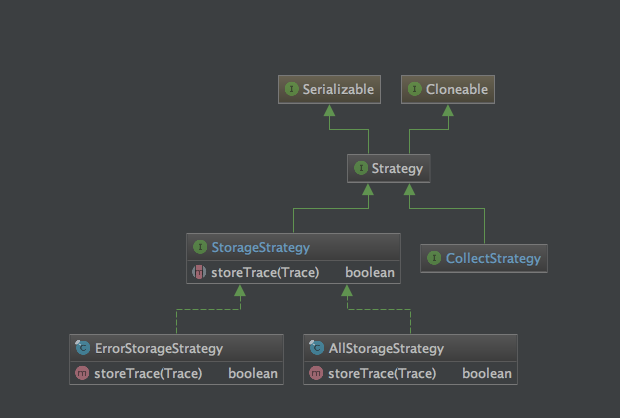 I Serializable
I Cloneable
I Strategy
I StorageStrategy
m storeTrace(Trace) boolean
I CollectStrategy
C ErrorStorageStrategy
m storeTrace(Trace) boolean
C AllStorageStrategy
m storeTrace(Trace) boolean